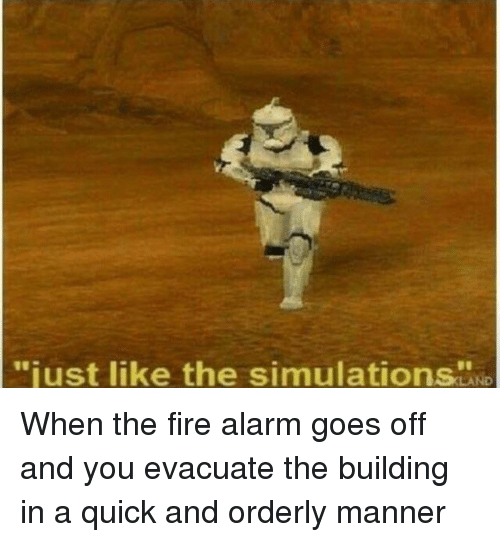 "just like the simulations"
When the fire alarm goes off
and you evacuate the building
in a quick and orderly manner